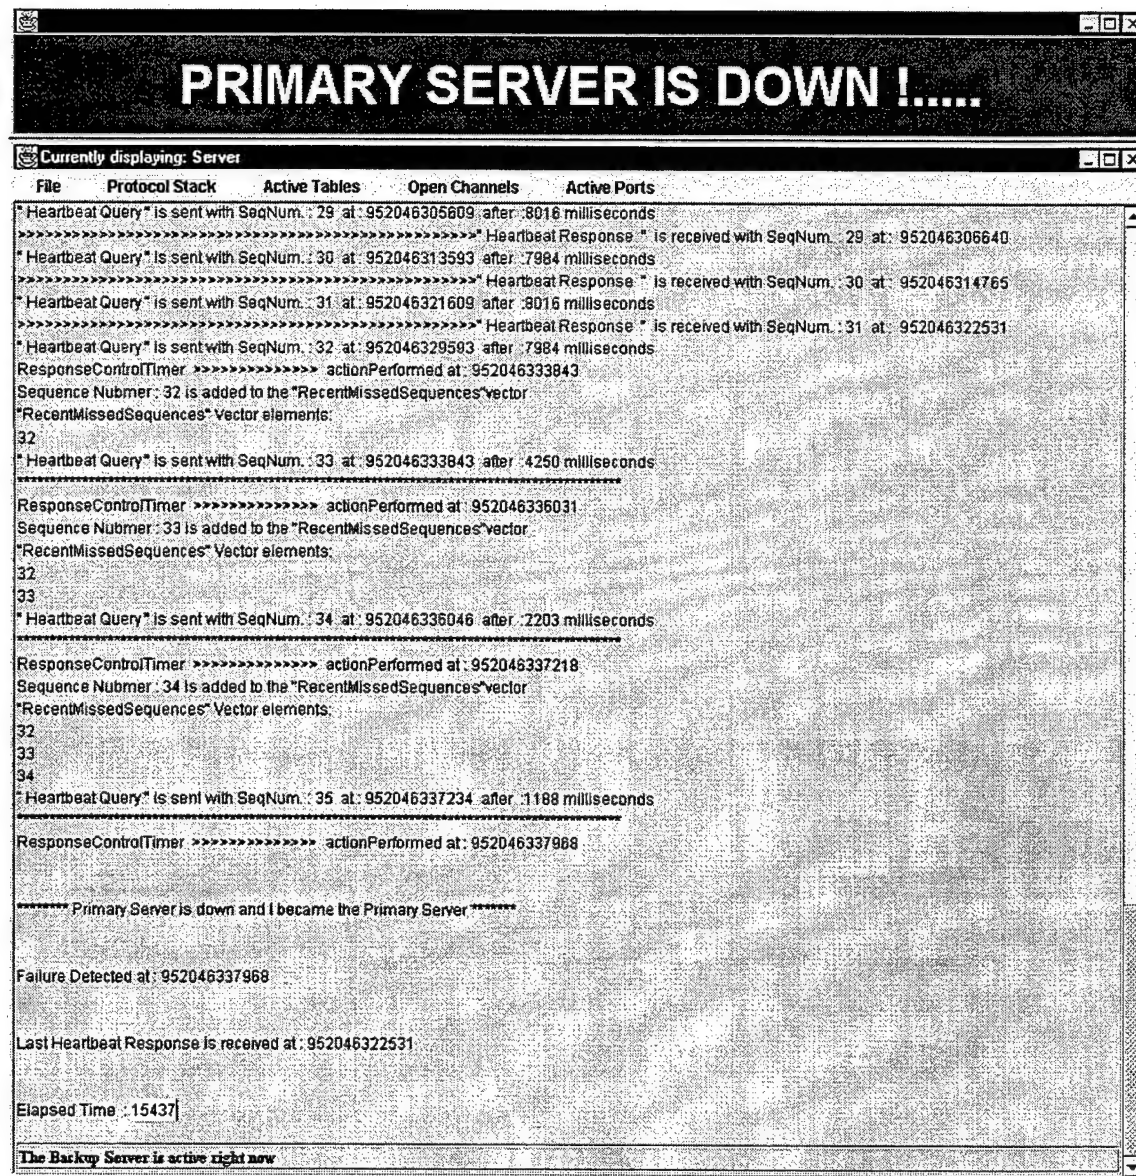 PRIMARY SERVER IS DOWN !.....
Currently displaying: Server
File Protocol Stack Active Tables Open Channels Active Ports
" Heartbeat Query" is sent with SeqNum. : 29 at : 952046305609 after :8016 milliseconds
>>>>>>>>>>>>>>>>>>>>>>>>>>>>>>>>>>>>>>>>>>>>>>>>>>>>" Heartbeat Response " is received with SeqNum. : 29 at : 952046306640
" Heartbeat Query" is sent with SeqNum. : 30 at : 952046313593 after :7984 milliseconds
>>>>>>>>>>>>>>>>>>>>>>>>>>>>>>>>>>>>>>>>>>>>>>>>>>>>" Heartbeat Response " is received with SeqNum. : 30 at : 952046314765
" Heartbeat Query" is sent with SeqNum. : 31 at : 952046321609 after :8016 milliseconds
>>>>>>>>>>>>>>>>>>>>>>>>>>>>>>>>>>>>>>>>>>>>>>>>>>>>" Heartbeat Response " is received with SeqNum. : 31 at : 952046322531
" Heartbeat Query" is sent with SeqNum. : 32 at : 952046329593 after :7984 milliseconds
ResponseControlTimer >>>>>>>>>>>>>> actionPerformed at : 952046333843
Sequence Nubmer : 32 is added to the "RecentMissedSequences"vector
"RecentMissedSequences" Vector elements:
32
" Heartbeat Query" is sent with SeqNum. : 33 at : 952046333843 after :4250 milliseconds
**********************************************************************************
ResponseControlTimer >>>>>>>>>>>>>> actionPerformed at : 952046336031
Sequence Nubmer : 33 is added to the "RecentMissedSequences"vector
"RecentMissedSequences" Vector elements:
32
33
" Heartbeat Query" is sent with SeqNum. : 34 at : 952046336046 after :2203 milliseconds
**********************************************************************************
ResponseControlTimer >>>>>>>>>>>>>> actionPerformed at : 952046337218
Sequence Nubmer : 34 is added to the "RecentMissedSequences"vector
"RecentMissedSequences" Vector elements:
32
33
34
" Heartbeat Query" is sent with SeqNum. : 35 at : 952046337234 after :1188 milliseconds
**********************************************************************************
ResponseControlTimer >>>>>>>>>>>>>> actionPerformed at : 952046337968
******* Primary Server is down and I became the Primary Server *******
Failure Detected at : 952046337968
Last Heartbeat Response is received at : 952046322531
Elapsed Time : 15437
The Backup Server is active right now